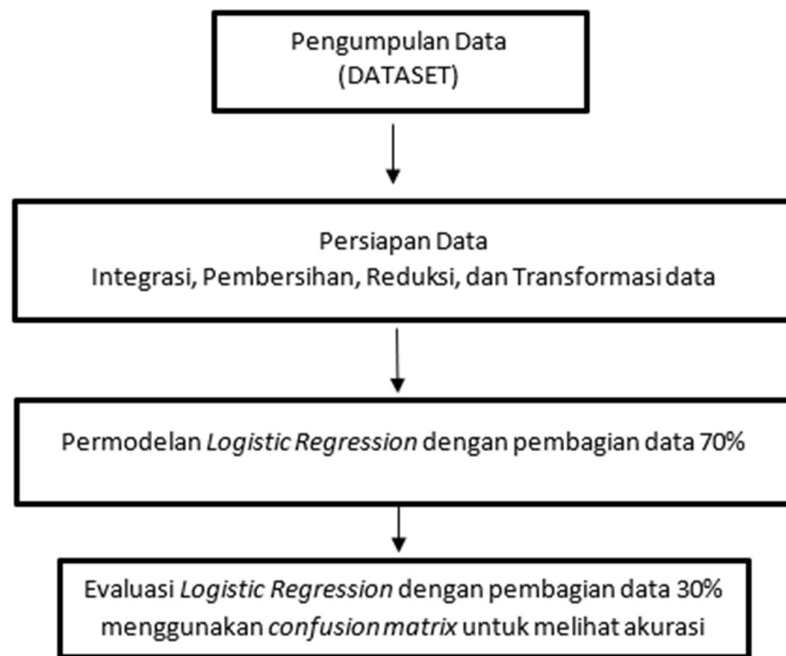 Pengumpulan Data
(DATASET)
Persiapan Data
Integrasi, Pembersihan, Reduksi, dan Transformasi data
Permodelan Logistic Regression dengan pembagian data 70%
Evaluasi Logistic Regression dengan pembagian data 30%
menggunakan confusion matrix untuk melihat akurasi